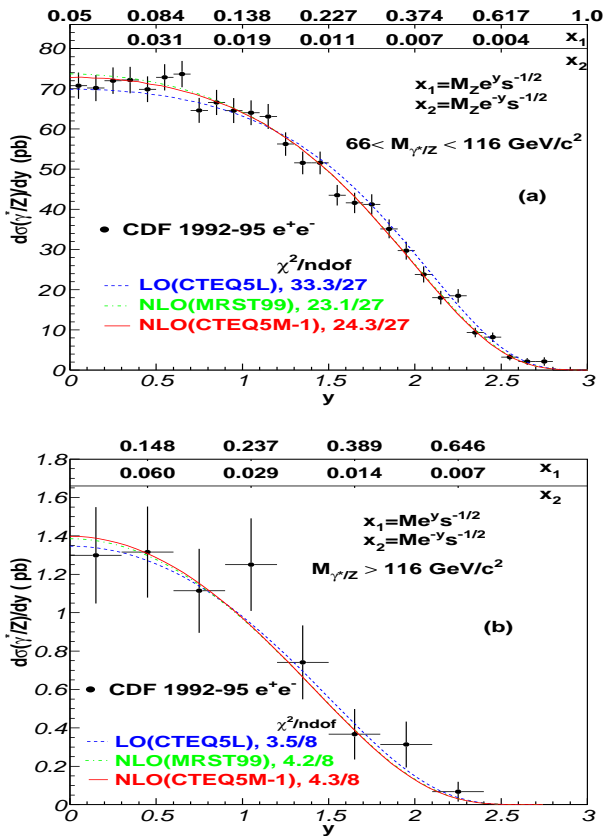 0.05 0.084 0.138 0.227 0.374 0.617 1.0
0.031 0.019 0.011 0.007 0.004 x₁
x₂
80
70
60
50
40
30
20
10
0
dσ(γ*/Z)/dy (pb)
x₁=M_Z e^y s^-1/2
x₂=M_Z e^-y s^-1/2
66< M_γ*/Z < 116 GeV/c²
(a)
CDF 1992-95 e⁺e⁻
χ²/ndof
LO(CTEQ5L), 33.3/27
NLO(MRST99), 23.1/27
NLO(CTEQ5M-1), 24.3/27
0 0.5 1 1.5 2 2.5 3
y
0.148 0.237 0.389 0.646
0.060 0.029 0.014 0.007 x₁
x₂
1.8
1.6
1.4
1.2
1
0.8
0.6
0.4
0.2
0
dσ(γ*/Z)/dy (pb)
x₁=Me^y s^-1/2
x₂=Me^-y s^-1/2
M_γ*/Z > 116 GeV/c²
(b)
CDF 1992-95 e⁺e⁻
χ²/ndof
LO(CTEQ5L), 3.5/8
NLO(MRST99), 4.2/8
NLO(CTEQ5M-1), 4.3/8
0 0.5 1 1.5 2 2.5 3
y